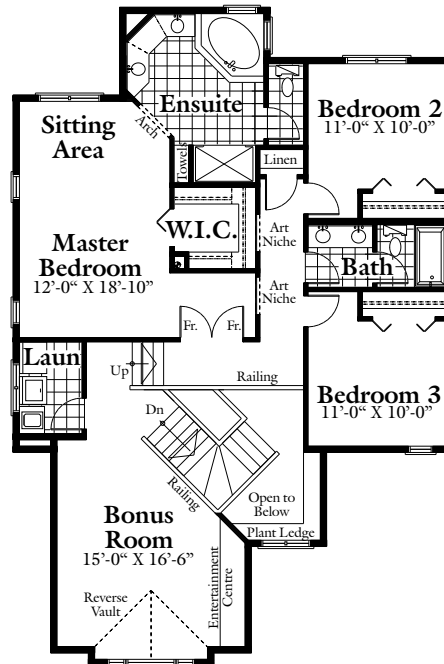 Ensuite
Bedroom 2
11'-0" X 10'-0"
Sitting
Area
Arch
Towels
Linen
W.I.C.
Art
Niche
Master
Bedroom
12'-0" X 18'-10"
Bath
Art
Niche
Fr.
Fr.
Laun
Up
Railing
Bedroom 3
11'-0" X 10'-0"
Dn
Railing
Open to
Below
Plant Ledge
Bonus
Room
15'-0" X 16'-6"
Entertainment
Centre
Reverse
Vault